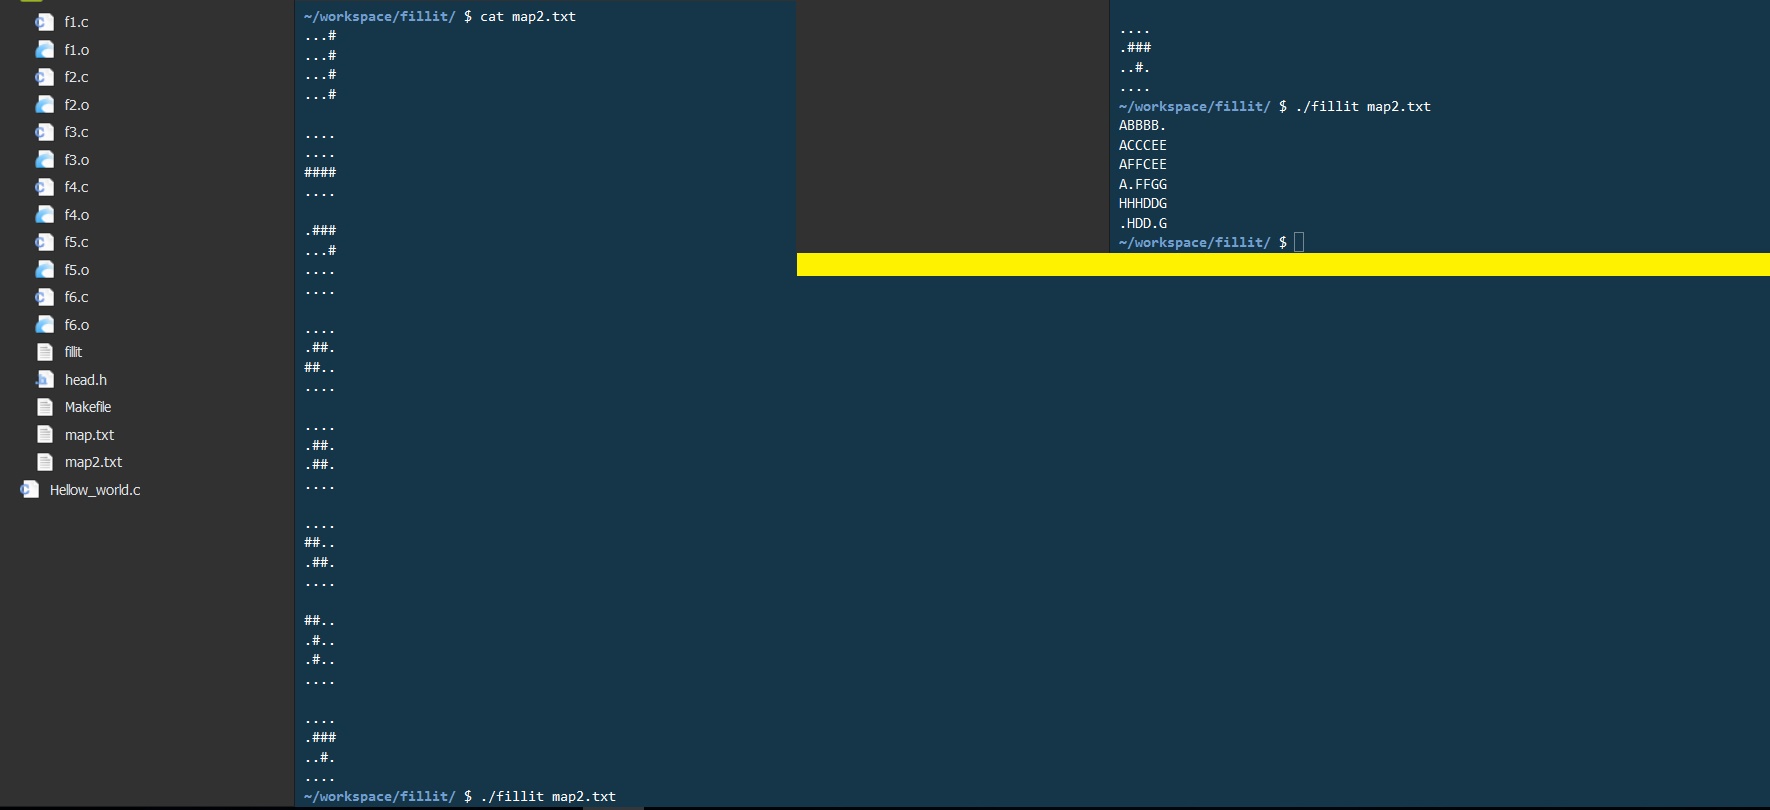 f1.c
f1.o
f2.c
f2.o
f3.c
f3.o
f4.c
f4.o
f5.c
f5.o
f6.c
f6.o
fillit
head.h
Makefile
map.txt
map2.txt
Hellow_world.c
~/workspace/fillit/ $ cat map2.txt
...#
...#
...#
...#

....
....
####
....

.###
...#
....
....

....
.##.
##..
....

....
.##.
.##.
....

....
##..
.##.
....

##..
.#..
.#..
....

....
.###
..#.
....
~/workspace/fillit/ $ ./fillit map2.txt
....
.###
..#.
....
~/workspace/fillit/ $ ./fillit map2.txt
ABBBB.
ACCCEE
AFFCEE
A.FFGG
HHHDDG
.HDD.G
~/workspace/fillit/ $